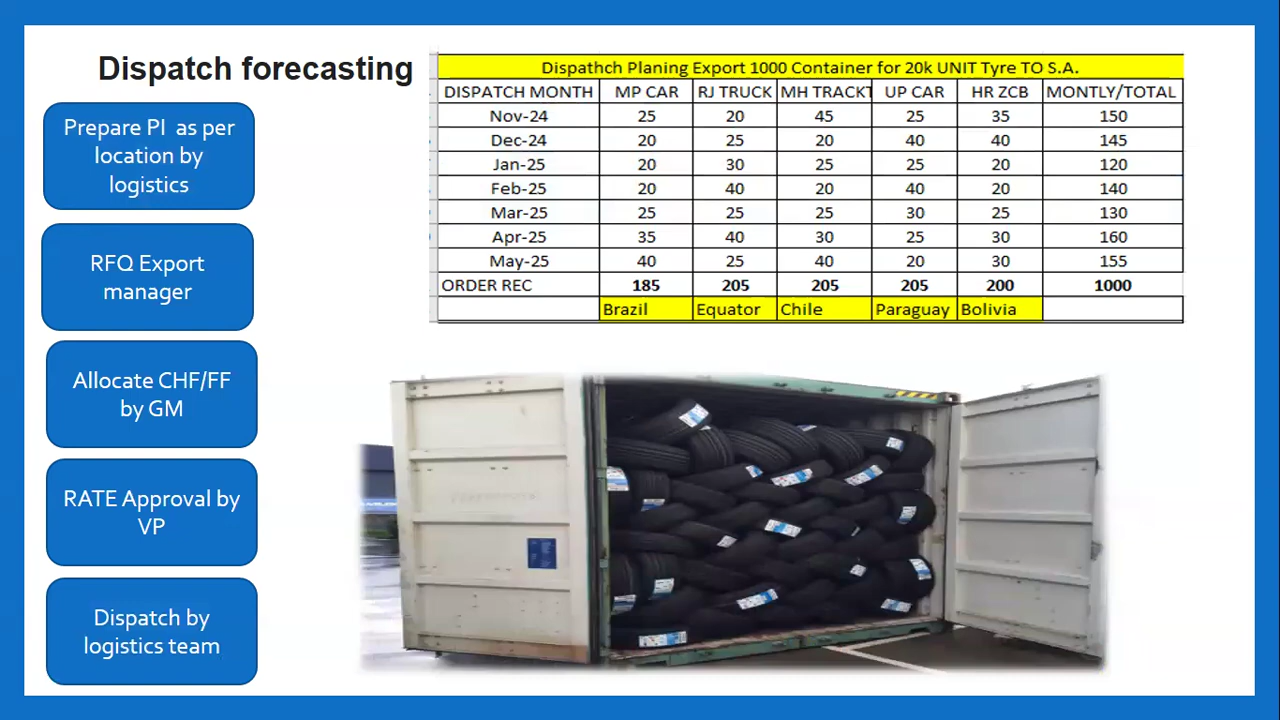 Dispatch forecasting
Prepare PI as per
location by
logistics
RFQ Export
manager
Allocate CHF/FF
by GM
RATE Approval by
VP
Dispatch by
logistics team
Dispathch Planing Export 1000 Container for 20k UNIT Tyre TO S.A.
DISPATCH MONTH MP CAR RJ TRUCK MH TRACKT UP CAR HR ZCB MONTLY/TOTAL
Nov-24 25 20 45 25 35 150
Dec-24 20 25 20 40 40 145
Jan-25 20 30 25 25 20 120
Feb-25 20 40 20 40 20 140
Mar-25 25 25 25 30 25 130
Apr-25 35 40 30 25 30 160
May-25 40 25 40 20 30 155
ORDER REC 185 205 205 205 200 1000
Brazil Equator Chile Paraguay Bolivia